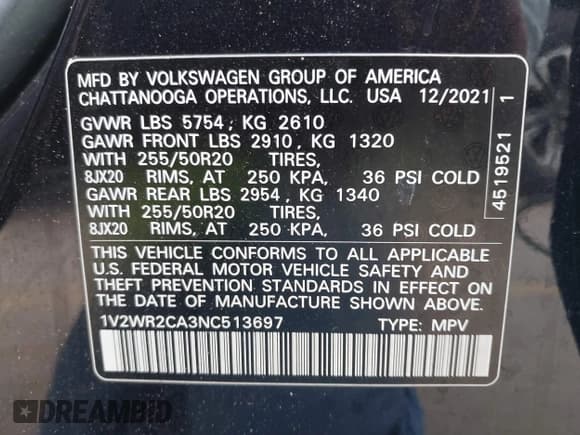 MFD BY VOLKSWAGEN GROUP OF AMERICA
CHATTANOOGA OPERATIONS, LLC. USA 12/2021
GVWR LBS 5754, KG 2610
GAWR FRONT LBS 2910, KG 1320
WITH 255/50R20 TIRES,
8JX20 RIMS, AT 250 KPA, 36 PSI COLD
GAWR REAR LBS 2954, KG 1340
WITH 255/50R20 TIRES,
8JX20 RIMS, AT 250 KPA, 36 PSI COLD
THIS VEHICLE CONFORMS TO ALL APPLICABLE
U.S. FEDERAL MOTOR VEHICLE SAFETY AND
THEFT PREVENTION STANDARDS IN EFFECT ON
THE DATE OF MANUFACTURE SHOWN ABOVE.
1V2WR2CA3NC513697 TYPE: MPV
4519521 1
DREAMBID